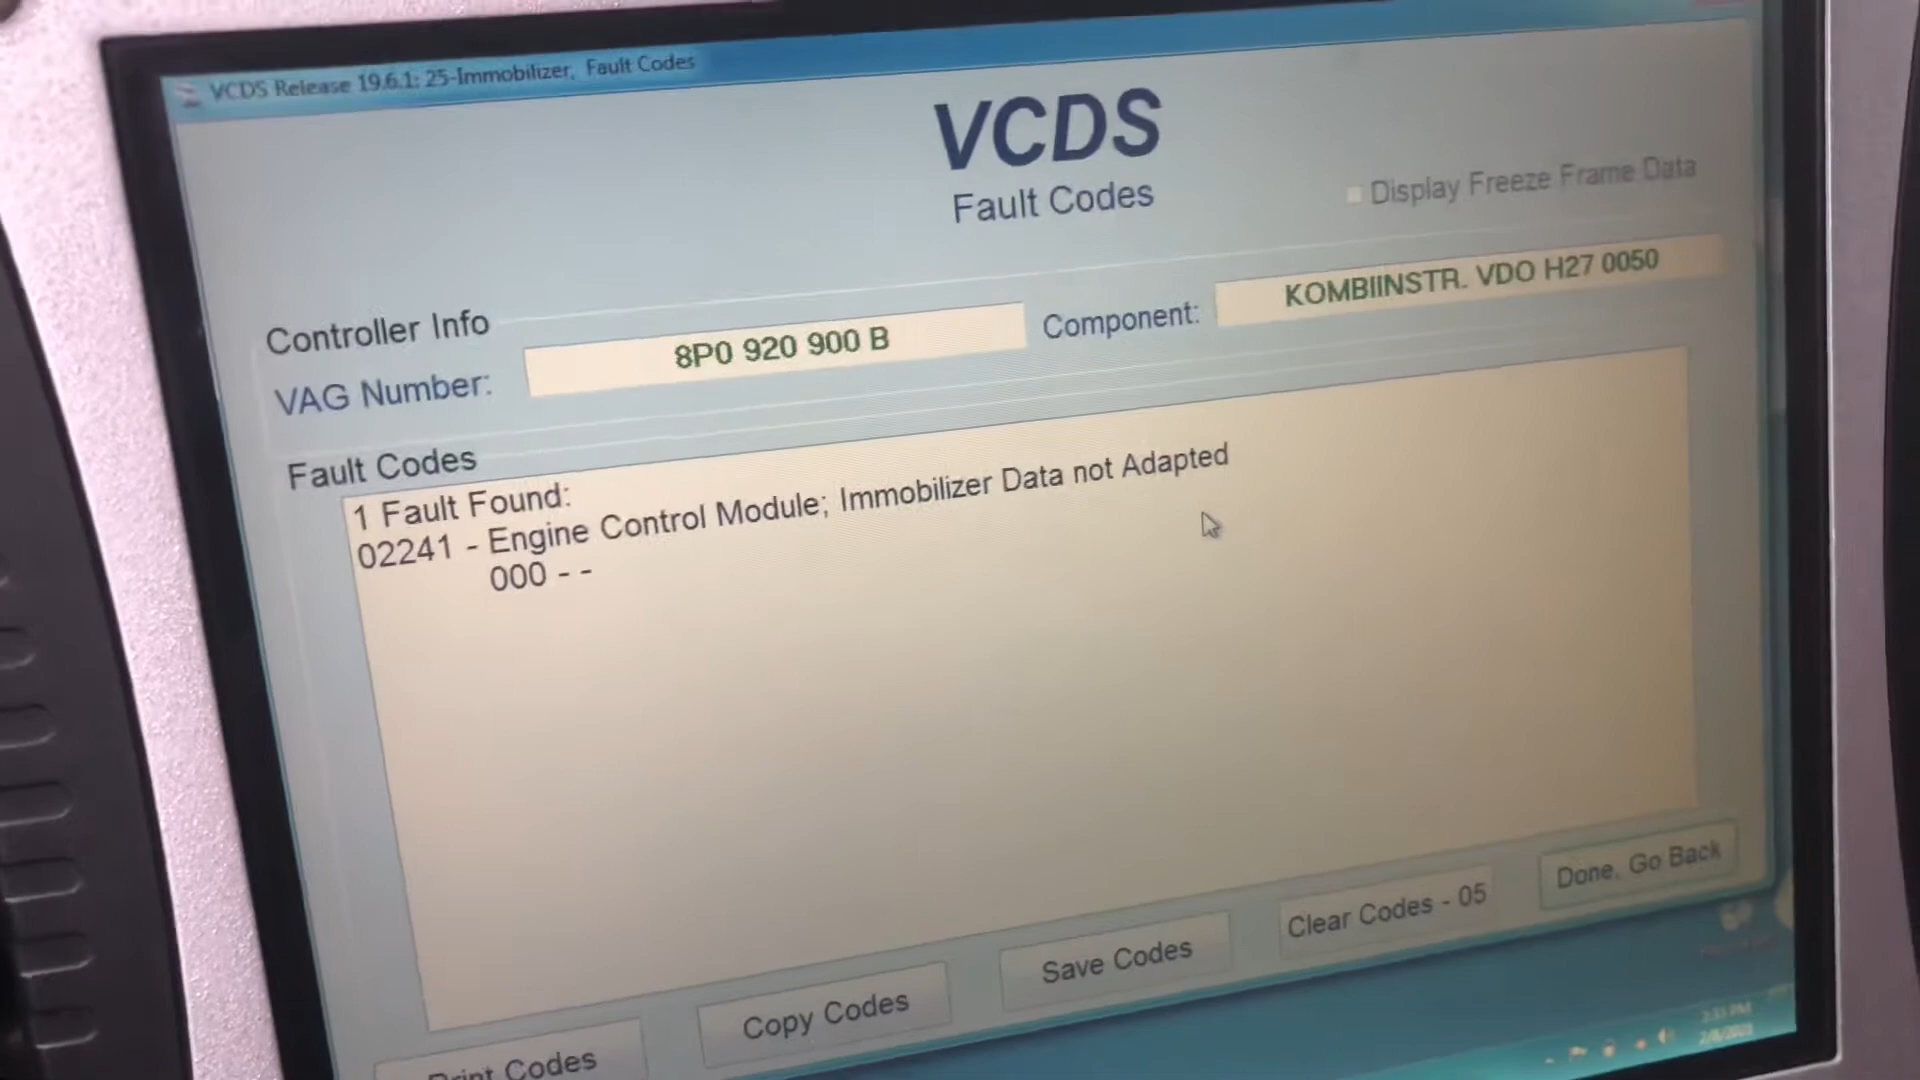 VCDS Release 19.6.1: 25-Immobilizer, Fault Codes
VCDS
Fault Codes
Display Freeze Frame Data
Controller Info
VAG Number:
8P0 920 900 B
Component:
KOMBIINSTR. VDO H27 0050
Fault Codes
1 Fault Found:
02241 - Engine Control Module; Immobilizer Data not Adapted
000 - -
Print Codes
Copy Codes
Save Codes
Clear Codes - 05
Done, Go Back